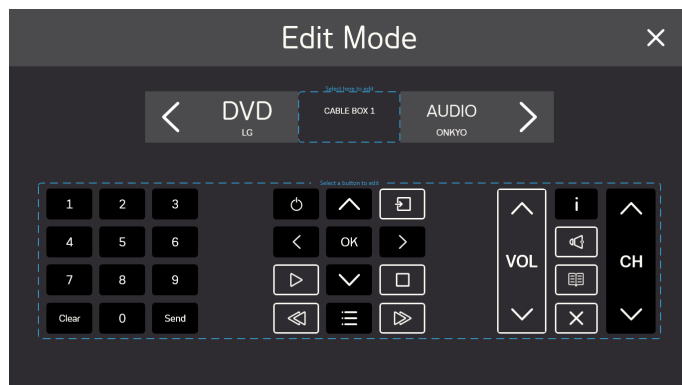 Edit Mode
Select here to edit
DVD
LG
CABLE BOX 1
AUDIO
ONKYO
Select a button to edit
1 2 3
i
4 5 6
OK
VOL
CH
7 8 9
Clear 0 Send